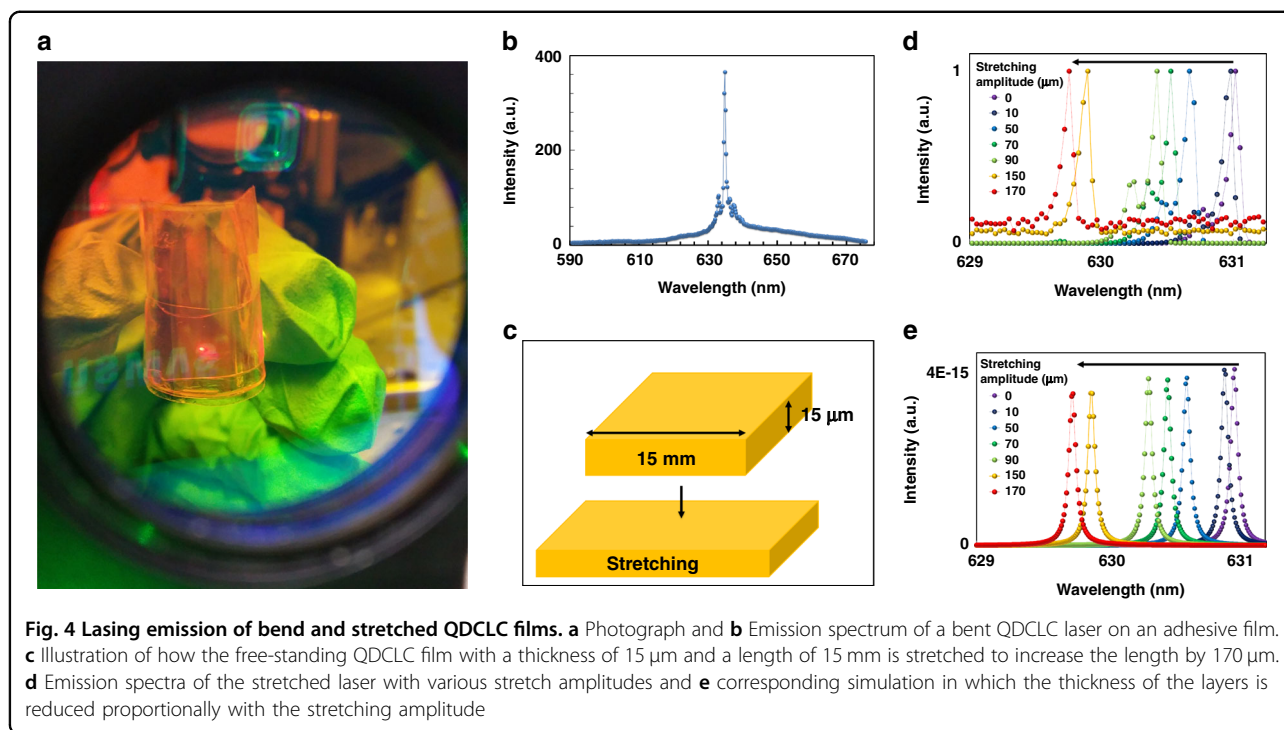 a
b
400
200
0
590
610
630
650
670
Intensity (a.u.)
Wavelength (nm)
c
15 µm
15 mm
Stretching
d
Stretching
amplitude (µm)
0
10
50
70
90
150
170
1
0
629
630
631
Intensity (a.u.)
Wavelength (nm)
e
Stretching
amplitude (µm)
0
10
50
70
90
150
170
4E-15
0
629
630
631
Intensity (a.u.)
Wavelength (nm)
Fig. 4 Lasing emission of bend and stretched QDCLC films. a Photograph and b Emission spectrum of a bent QDCLC laser on an adhesive film.
c Illustration of how the free-standing QDCLC film with a thickness of 15 µm and a length of 15 mm is stretched to increase the length by 170 µm.
d Emission spectra of the stretched laser with various stretch amplitudes and e corresponding simulation in which the thickness of the layers is
reduced proportionally with the stretching amplitude